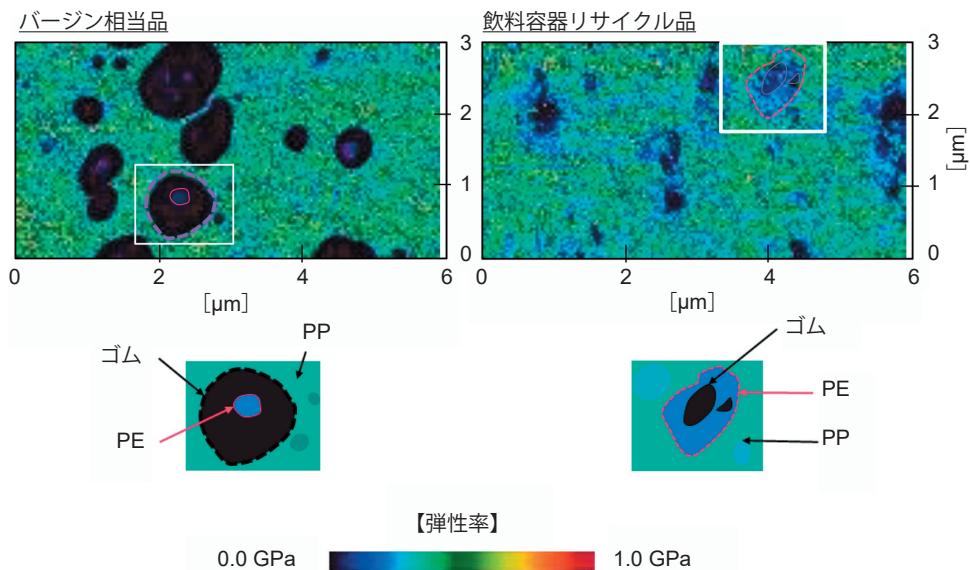 バージン相当品
飲料容器リサイクル品
3
2
1
0
[µm]
0 2 4 6
[µm]
3
2
1
0
[µm]
0 2 4 6
[µm]
ゴム
PP
PE
ゴム
PE
PP
【弾性率】
0.0 GPa 1.0 GPa